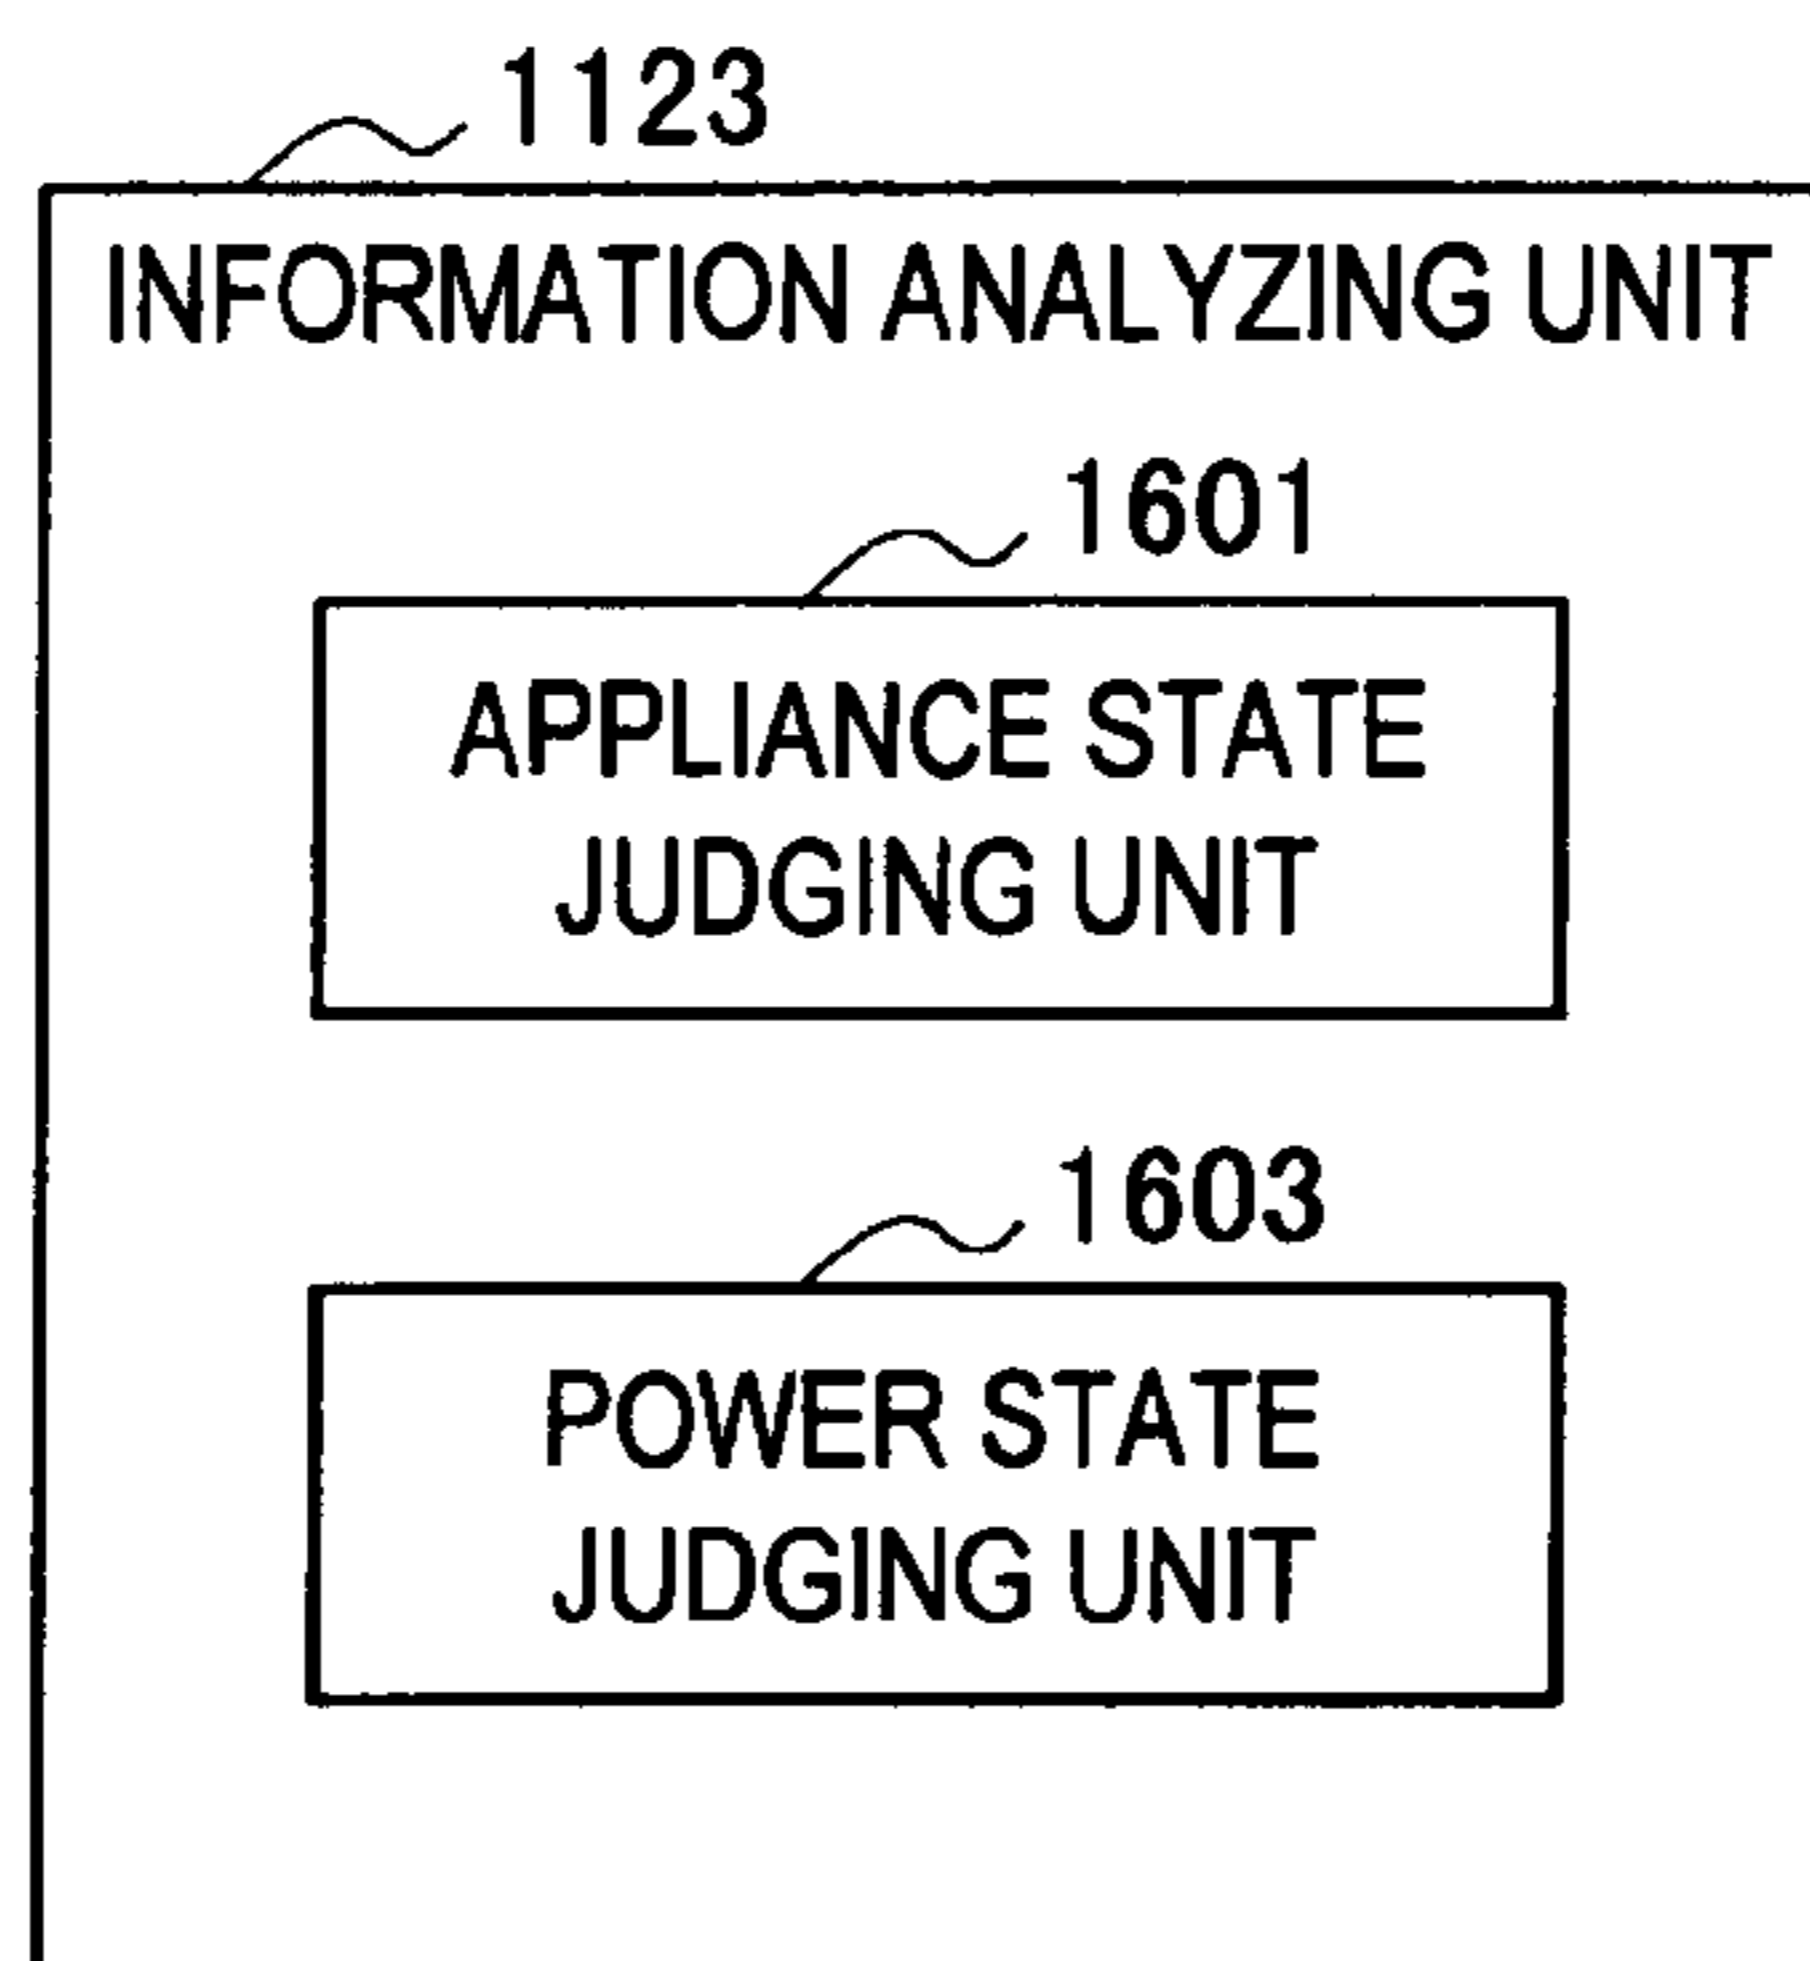 1123
INFORMATION ANALYZING UNIT
1601
APPLIANCE STATE
JUDGING UNIT
1603
POWER STATE
JUDGING UNIT